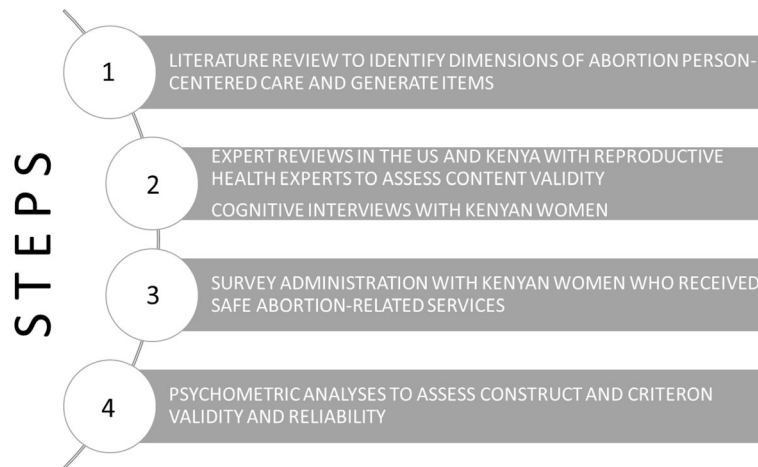 STEPS
1
LITERATURE REVIEW TO IDENTIFY DIMENSIONS OF ABORTION PERSON-
CENTERED CARE AND GENERATE ITEMS
2
EXPERT REVIEWS IN THE US AND KENYA WITH REPRODUCTIVE
HEALTH EXPERTS TO ASSESS CONTENT VALIDITY
COGNITIVE INTERVIEWS WITH KENYAN WOMEN
3
SURVEY ADMINISTRATION WITH KENYAN WOMEN WHO RECEIVED
SAFE ABORTION-RELATED SERVICES
4
PSYCHOMETRIC ANALYSES TO ASSESS CONSTRUCT AND CRITERON
VALIDITY AND RELIABILITY